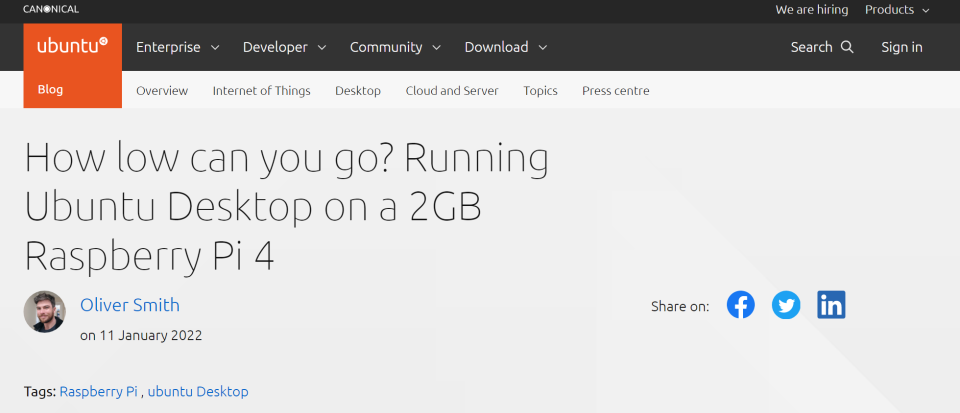 CANONICAL We are hiring Products
ubuntu Enterprise Developer Community Download Search Sign in
Blog Overview Internet of Things Desktop Cloud and Server Topics Press centre
How low can you go? Running
Ubuntu Desktop on a 2GB
Raspberry Pi 4
Oliver Smith
on 11 January 2022
Share on: f in
Tags: Raspberry Pi , ubuntu Desktop